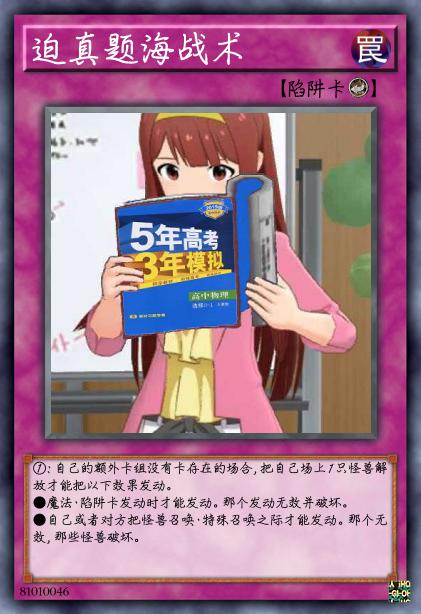 迫真题海战术
罠
【陷阱卡】
5年高考
3年模拟
高中物理
①：自己的额外卡组没有卡存在的场合，把自己场上1只怪兽解
放才能把以下效果发动。
●魔法·陷阱卡发动时才能发动。那个发动无效并破坏。
●自己或者对方把怪兽召唤·特殊召唤之际才能发动。那个无
效，那些怪兽破坏。
81010046